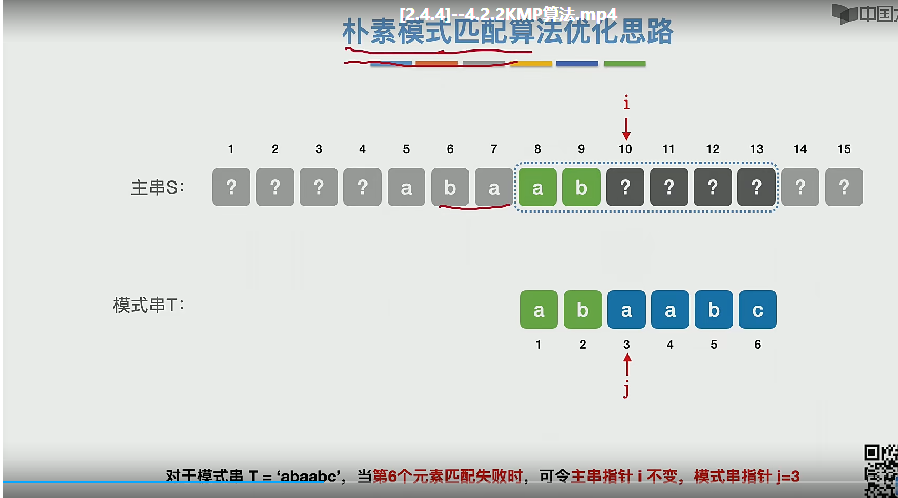 [2.4.4]--4.2.2KMP算法.mp4
中国大
朴素模式匹配算法优化思路
i
1 2 3 4 5 6 7 8 9 10 11 12 13 14 15
主串S: ? ? ? ? a b a a b ? ? ? ? ? ?
模式串T: a b a a b c
1 2 3 4 5 6
j
对于模式串 T = ‘abaabc’，当第6个元素匹配失败时，可令主串指针 i 不变，模式串指针 j=3